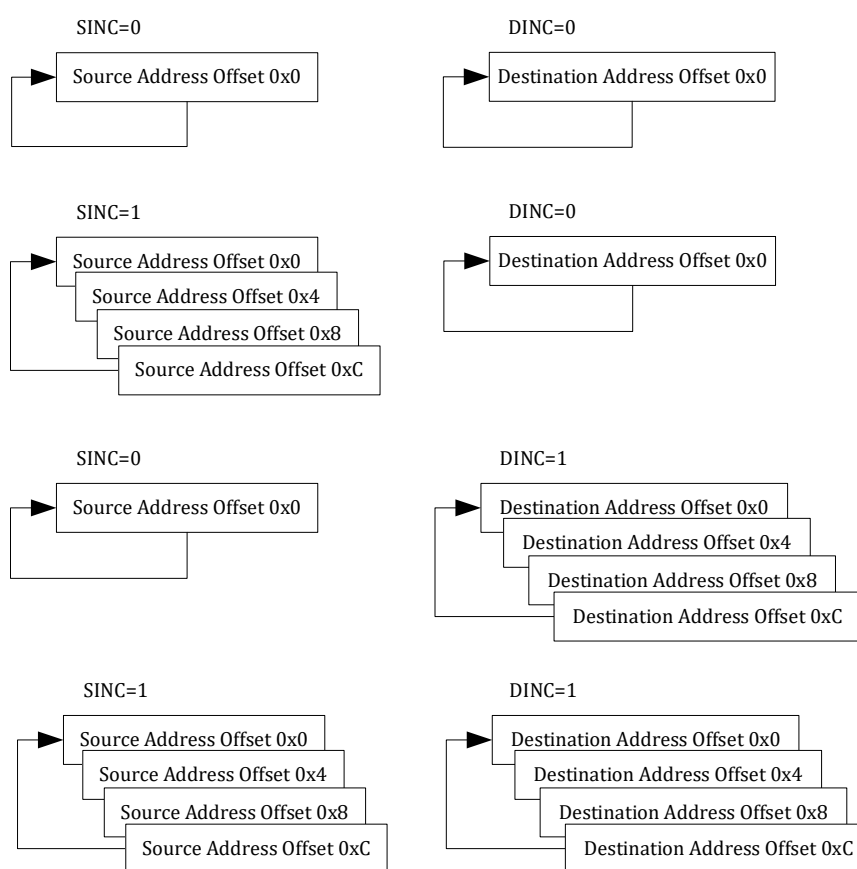 SINC=0
DINC=0
Source Address Offset 0x0
Destination Address Offset 0x0
SINC=1
DINC=0
Source Address Offset 0x0
Source Address Offset 0x4
Source Address Offset 0x8
Source Address Offset 0xC
Destination Address Offset 0x0
SINC=0
DINC=1
Source Address Offset 0x0
Destination Address Offset 0x0
Destination Address Offset 0x4
Destination Address Offset 0x8
Destination Address Offset 0xC
SINC=1
DINC=1
Source Address Offset 0x0
Source Address Offset 0x4
Source Address Offset 0x8
Source Address Offset 0xC
Destination Address Offset 0x0
Destination Address Offset 0x4
Destination Address Offset 0x8
Destination Address Offset 0xC